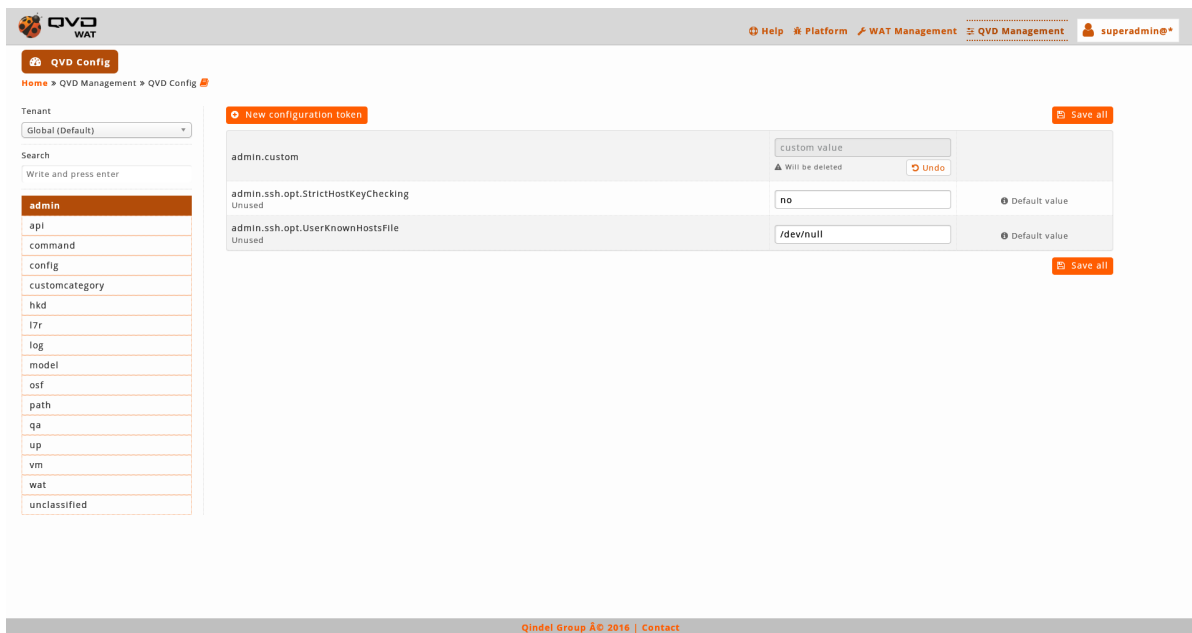 QVD
WAT
Help Platform WAT Management QVD Management superadmin@*
QVD Config
Home » QVD Management » QVD Config
Tenant
Global (Default)
Search
Write and press enter
admin
api
command
config
customcategory
hkd
l7r
log
model
osf
path
qa
up
vm
wat
unclassified
New configuration token
Save all
admin.custom
custom value
Will be deleted
Undo
admin.ssh.opt.StrictHostKeyChecking
Unused
no
Default value
admin.ssh.opt.UserKnownHostsFile
Unused
/dev/null
Default value
Save all
Qindel Group Â© 2016 | Contact